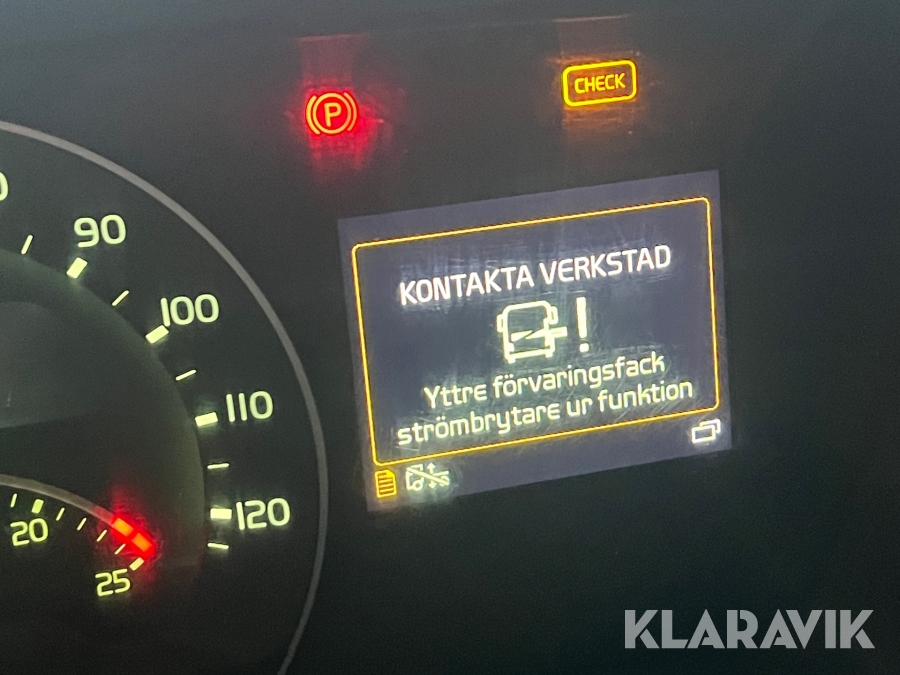 P
CHECK
90
100
110
120
20
25
KONTAKTA VERKSTAD
!
Yttre förvaringsfack
strömbrytare ur funktion
KLARAVIK